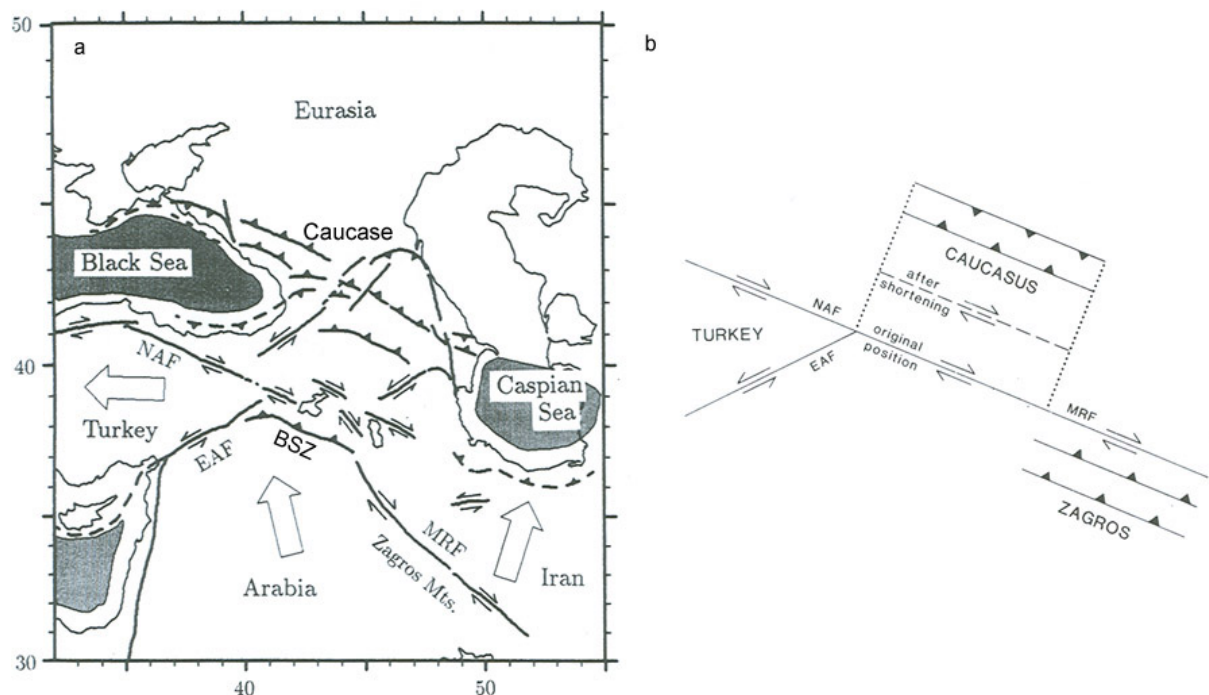 50
a
b
Eurasia
Caucase
Black Sea
CAUCASUS
after
shortening
NAF
TURKEY
EAF
original
position
MRF
ZAGROS
40
NAF
Caspian
Sea
Turkey
EAF
BSZ
MRF
Zagros Mts.
Arabia
Iran
30
40
50